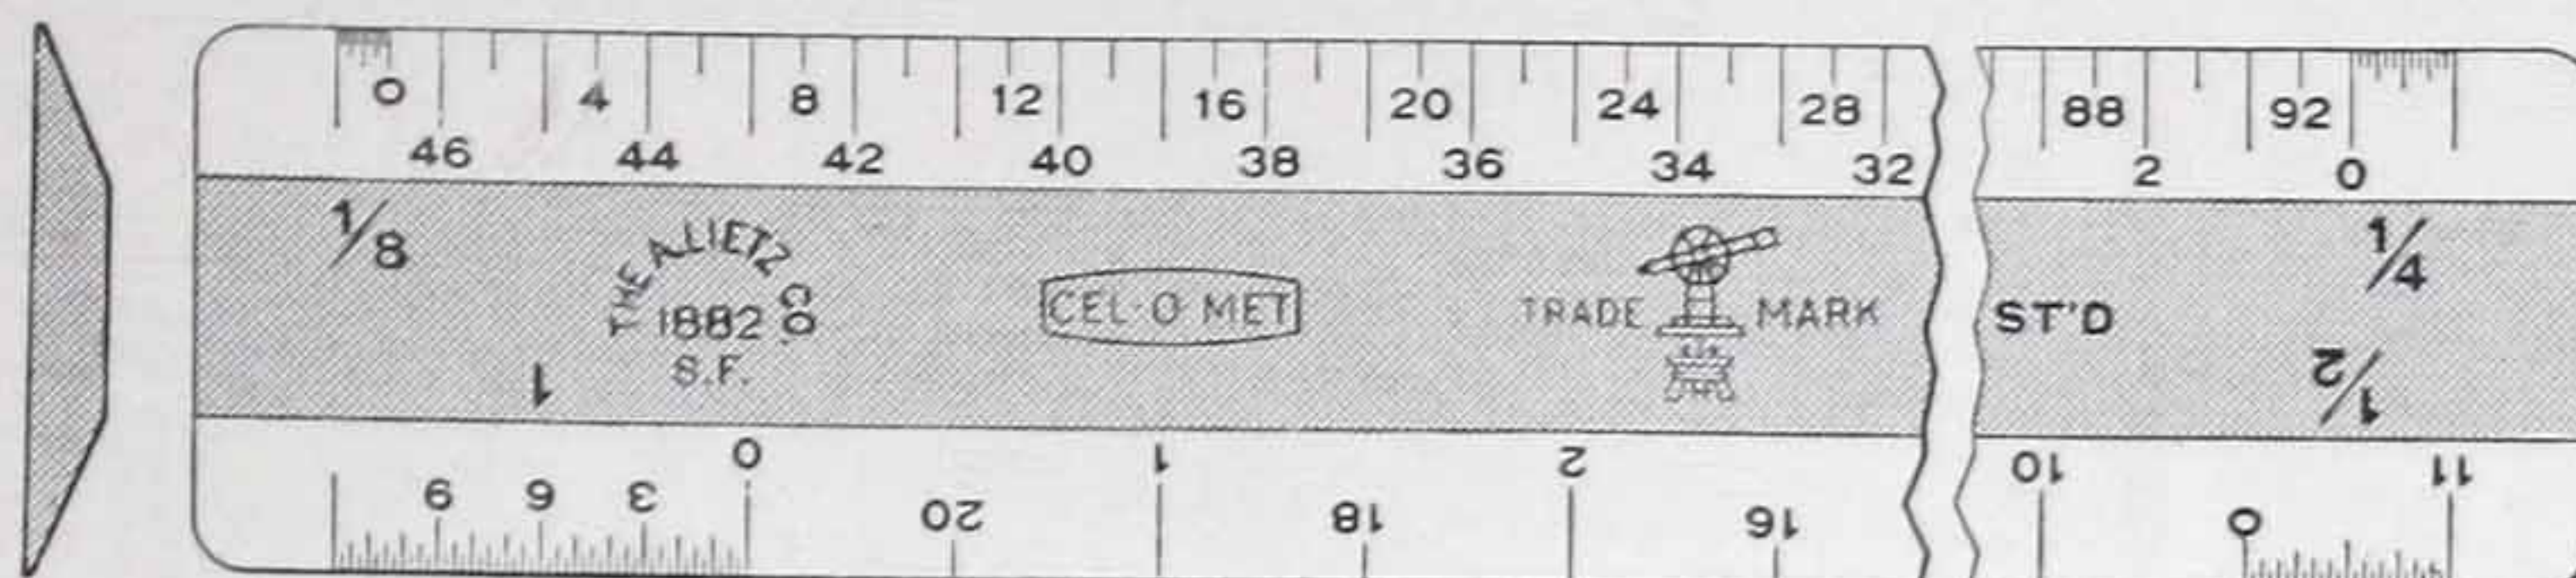 0 4 8 12 16 20 24 28 88 92
46 44 42 40 38 36 34 32 2 0
1/8 1/4
THE A. LIETZ CO.
1882
S.F.
CEL-O-MET
TRADE MARK
ST'D
1 1/2
0 1 2 10 11
9 6 3 20 18 16 0